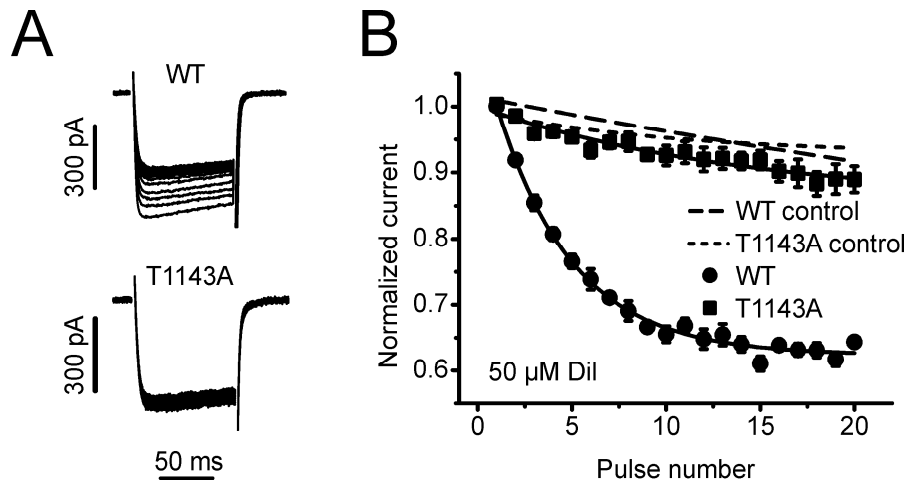 A
WT
300 pA
T1143A
300 pA
50 ms
B
Normalized current
1.0
0.9
0.8
0.7
0.6
WT control
T1143A control
WT
T1143A
50 µM Dil
0
5
10
15
20
Pulse number